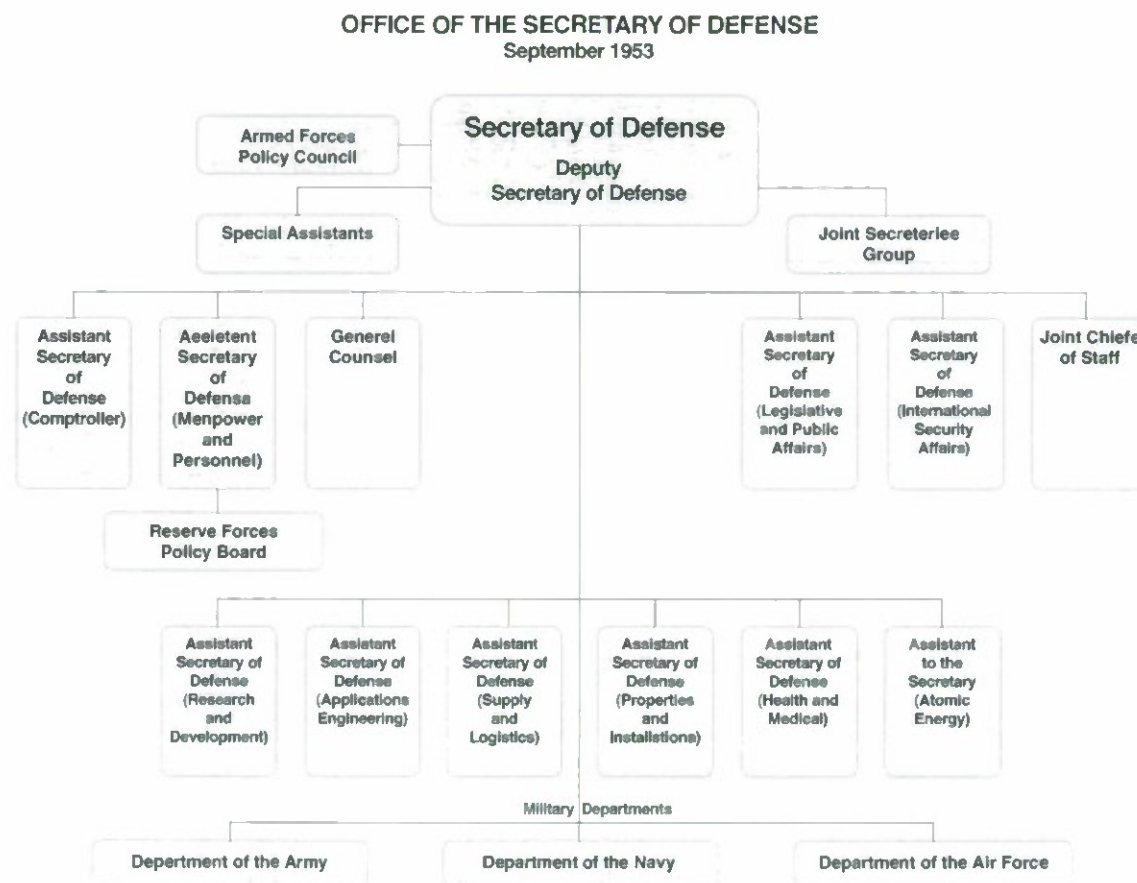 OFFICE OF THE SECRETARY OF DEFENSE
September 1953
Armed Forces
Policy Council
Secretary of Defense
Deputy
Secretary of Defense
Special Assistants
Joint Secreterlee
Group
Assistant
Secretary
of
Defense
(Comptroller)
Aeeietent
Secretary
of
Defensa
(Menpower
and
Personnel)
Generel
Counsel
Assistant
Secretary
of
Defense
(Legislative
and Public
Affairs)
Assistant
Secretary
of
Defense
(International
Security
Affairs)
Joint Chiefe
of Staff
Reserve Forces
Policy Board
Assistant
Secretary of
Defense
(Research
and
Development)
Assistant
Secretary of
Defense
(Applications
Engineering)
Assistant
Secretary of
Defense
(Supply
and
Logistics)
Assistant
Secretary of
Defense
(Properties
and
Installstiona)
Assistant
Secretary of
Defense
(Health and
Medical)
Assistant
to the
Secretary
(Atomic
Energy)
Military Departments
Depertment of the Army
Department of the Navy
Department of the Air Force